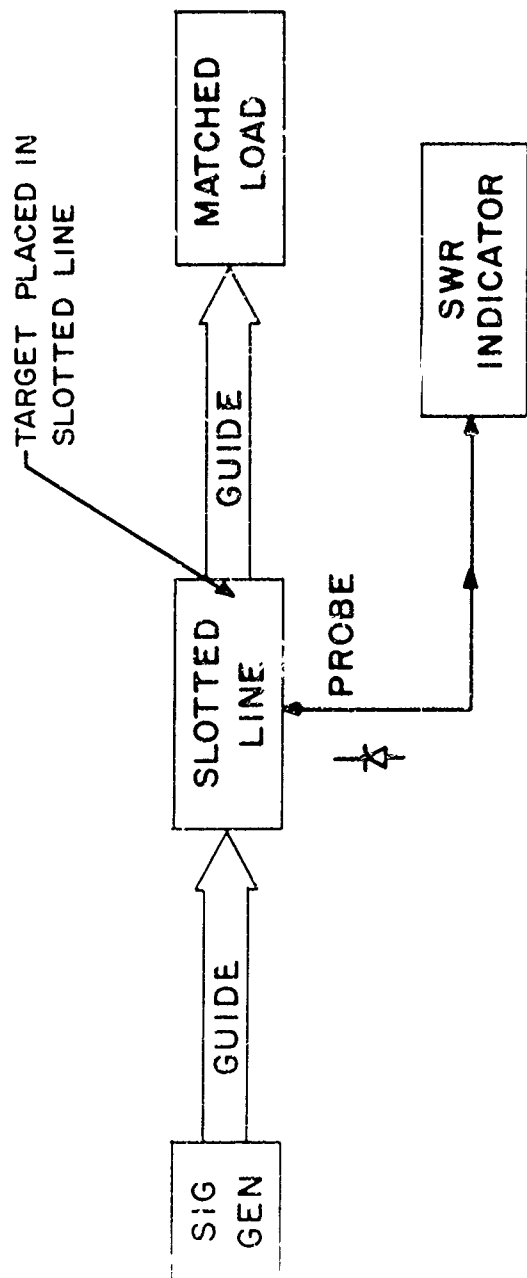 TARGET PLACED IN
SLOTTED LINE
SIG
GEN
GUIDE
SLOTTED
LINE
GUIDE
MATCHED
LOAD
PROBE
SWR
INDICATOR